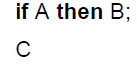 if A then B;
C